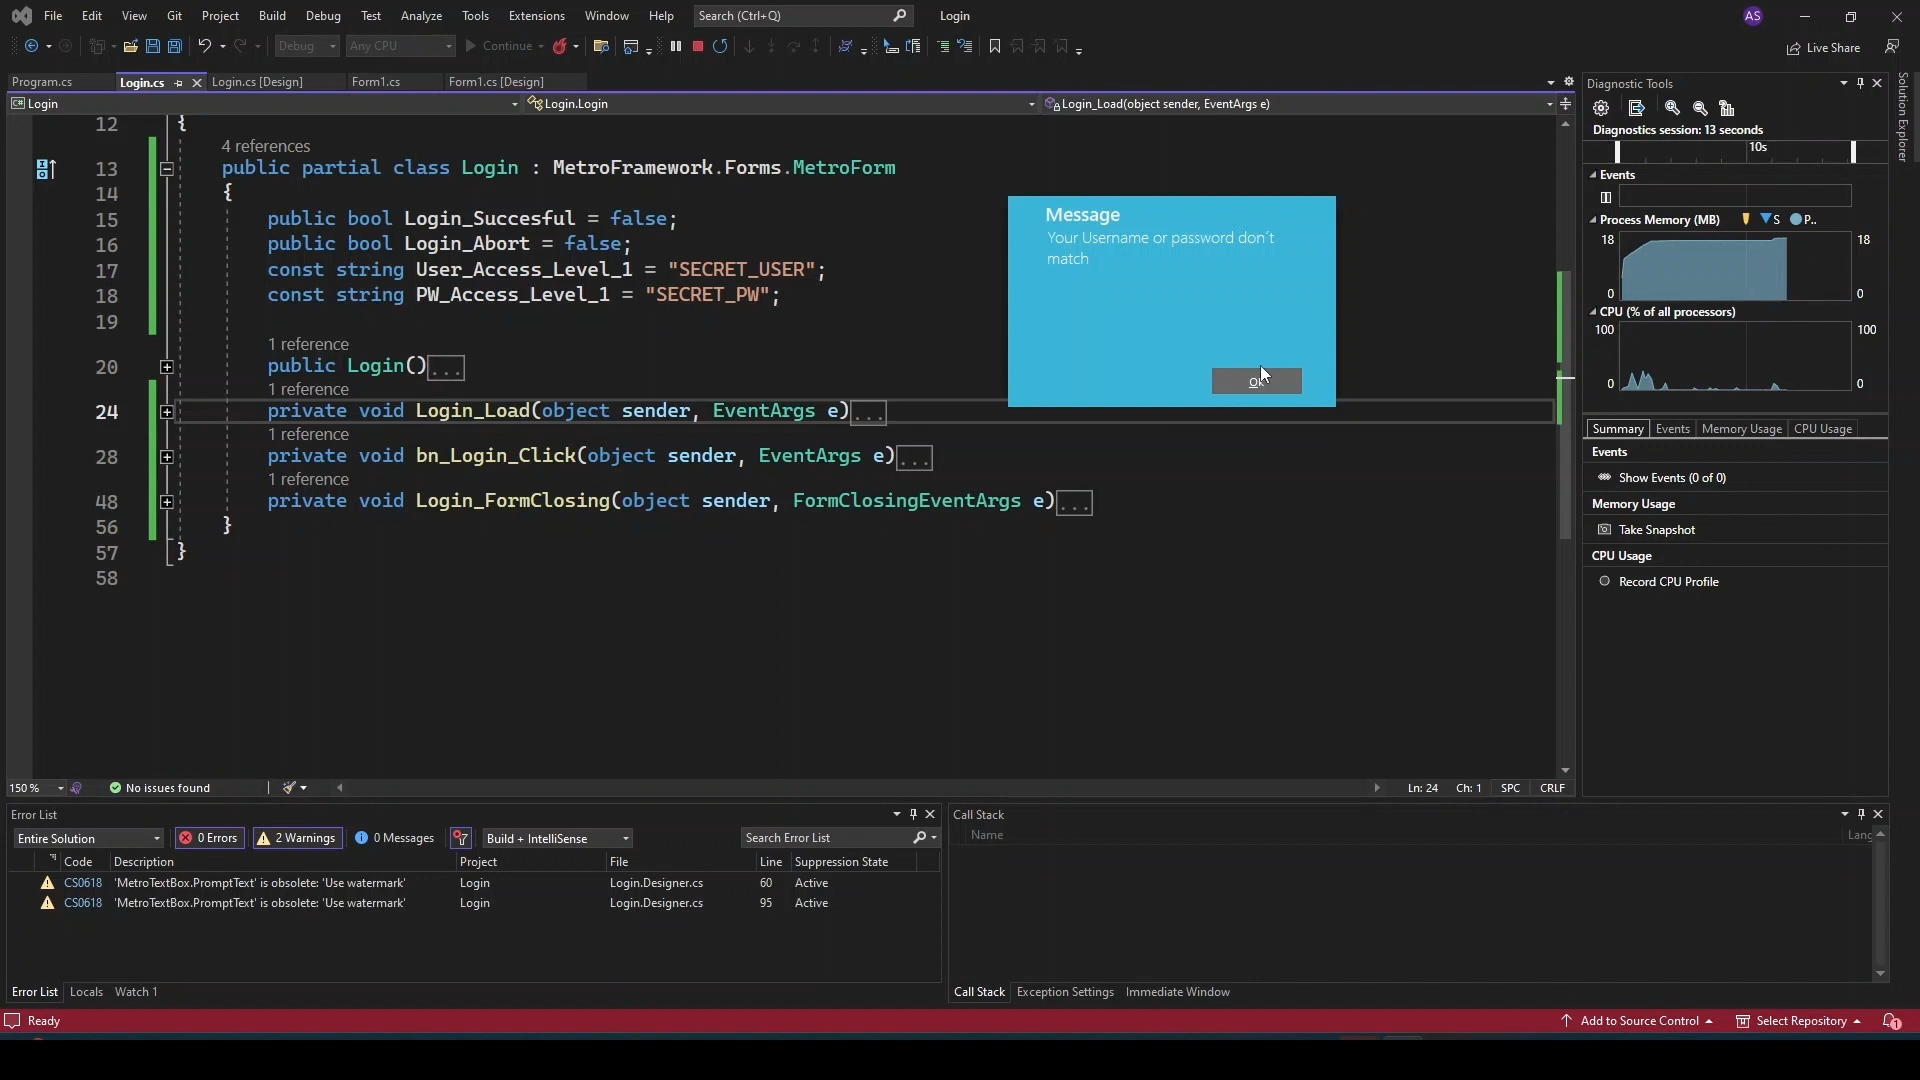 File Edit View Git Project Build Debug Test Analyze Tools Extensions Window Help Search (Ctrl+Q) Login AS
Debug Any CPU Continue Live Share
Program.cs Login.cs Login.cs [Design] Form1.cs Form1.cs [Design]
Login Login.Login Login_Load(object sender, EventArgs e)
12 {
4 references
13 public partial class Login : MetroFramework.Forms.MetroForm
14 {
15 public bool Login_Succesful = false;
16 public bool Login_Abort = false;
17 const string User_Access_Level_1 = "SECRET_USER";
18 const string PW_Access_Level_1 = "SECRET_PW";
19
1 reference
20 public Login()...
1 reference
24 private void Login_Load(object sender, EventArgs e)...
1 reference
28 private void bn_Login_Click(object sender, EventArgs e)...
1 reference
48 private void Login_FormClosing(object sender, FormClosingEventArgs e)...
56 }
57 }
58
Message
Your Username or password don´t
match
Ok
Diagnostic Tools
Diagnostics session: 13 seconds
10s
Events
Process Memory (MB) S P..
18 18
0 0
CPU (% of all processors)
100 100
0 0
Summary Events Memory Usage CPU Usage
Events
Show Events (0 of 0)
Memory Usage
Take Snapshot
CPU Usage
Record CPU Profile
Solution Explorer
150 % No issues found Ln: 24 Ch: 1 SPC CRLF
Error List
Entire Solution 0 Errors 2 Warnings 0 Messages Build + IntelliSense Search Error List
Code Description Project File Line Suppression State
CS0618 'MetroTextBox.PromptText' is obsolete: 'Use watermark' Login Login.Designer.cs 60 Active
CS0618 'MetroTextBox.PromptText' is obsolete: 'Use watermark' Login Login.Designer.cs 95 Active
Error List Locals Watch 1
Call Stack
Name Lang
Call Stack Exception Settings Immediate Window
Ready Add to Source Control Select Repository 1